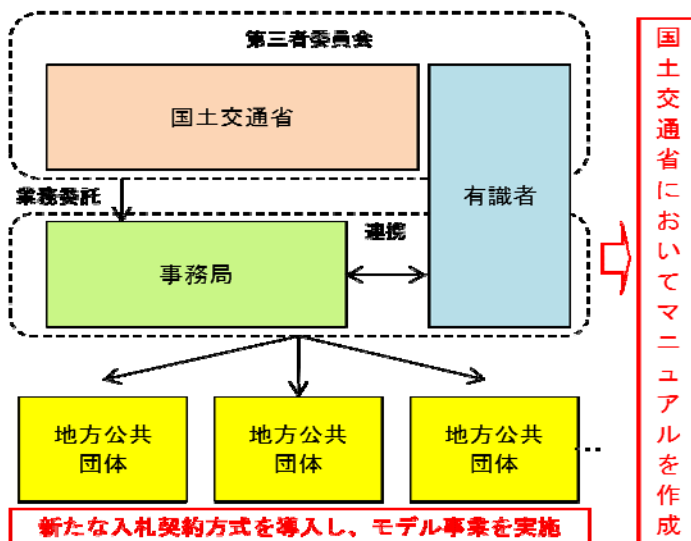 第三者委員会
国土交通省
有識者
業務委託
連携
事務局
地方公共
団体
地方公共
団体
地方公共
団体
…
新たな入札契約方式を導入し、モデル事業を実施
国土交通省においてマニュアルを作成